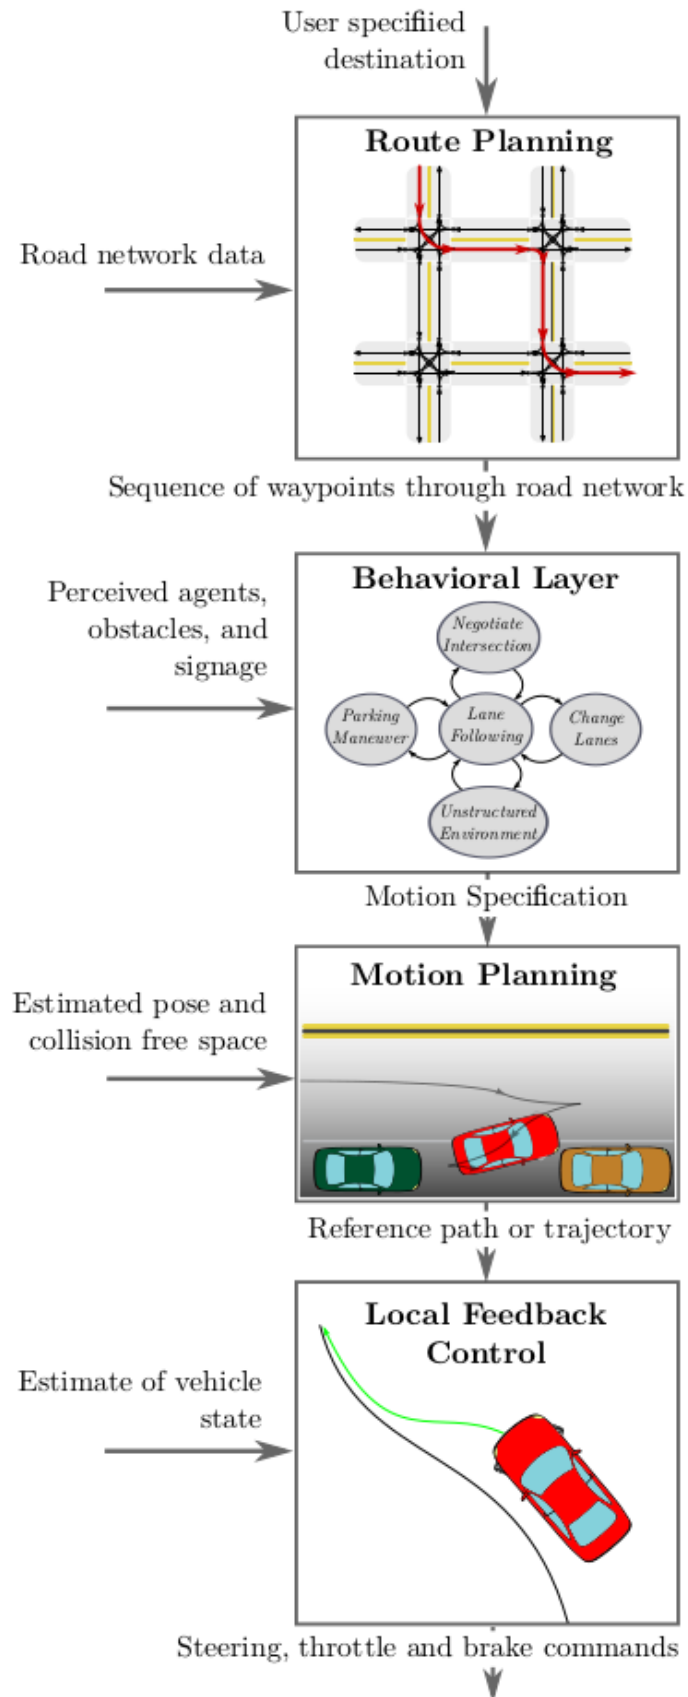 User specifiied
destination
Route Planning
Road network data
Sequence of waypoints through road network
Behavioral Layer
Perceived agents,
obstacles, and
signage
Negotiate
Intersection
Parking
Maneuver
Lane
Following
Change
Lanes
Unstructured
Environment
Motion Specification
Motion Planning
Estimated pose and
collision free space
Reference path or trajectory
Local Feedback
Control
Estimate of vehicle
state
Steering, throttle and brake commands